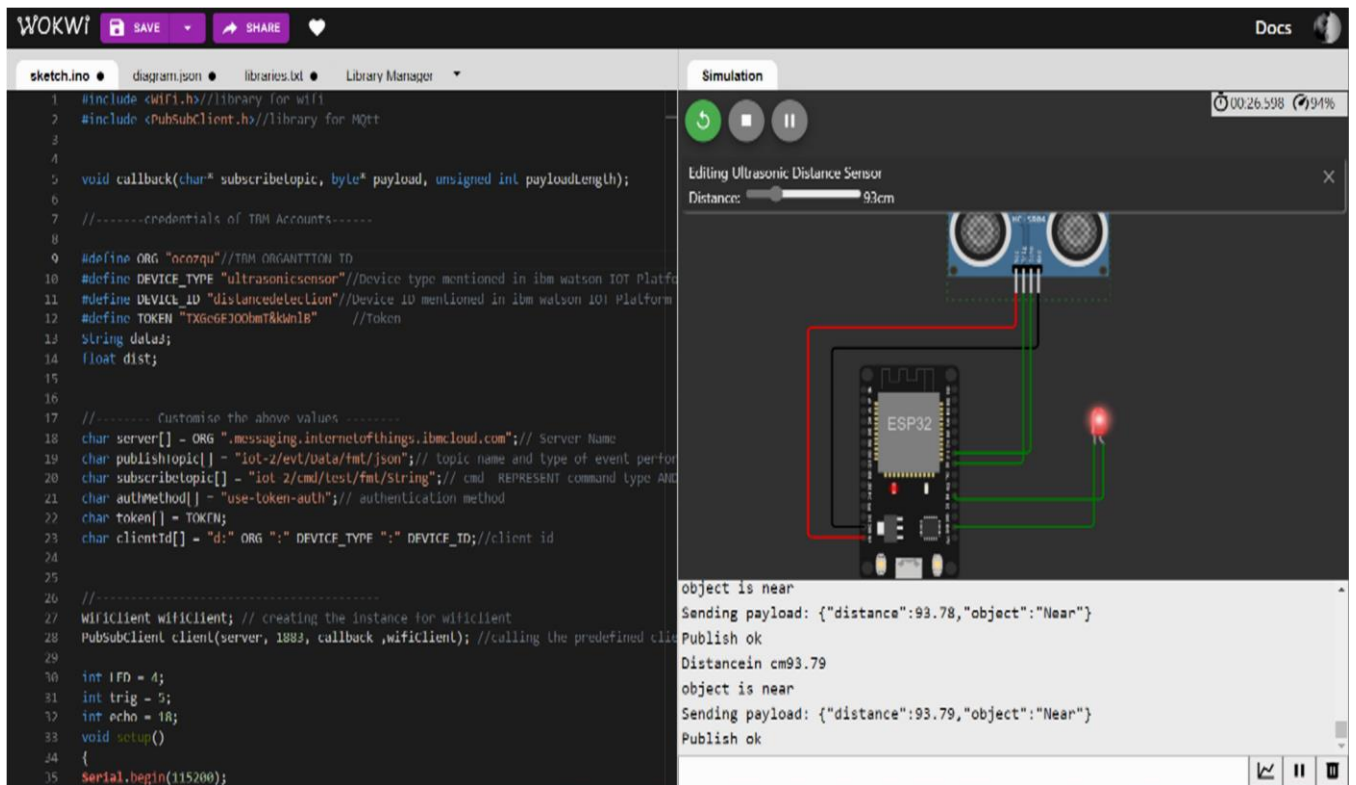 WOKWi SAVE SHARE Docs
sketch.ino ● diagram.json ● libraries.txt ● Library Manager
1 #include <WiFi.h>//library for wifi
2 #include <PubSubClient.h>//library for MQtt
3
4
5 void callback(char* subscribetopic, byte* payload, unsigned int payloadLength);
6
7 //-------credentials of IBM Accounts------
8
9 #define ORG "ocozqu"//IBM ORGANITION ID
10 #define DEVICE_TYPE "ultrasonicsensor"//Device type mentioned in ibm watson IOT Platfo
11 #define DEVICE_ID "distancedetection"//Device ID mentioned in ibm watson IOT Platform
12 #define TOKEN //Token
13 String data3;
14 float dist;
15
16
17 //-------- Customise the above values --------
18 char server[] = ORG ".messaging.internetofthings.ibmcloud.com";// Server Name
19 char publishTopic[] = "iot-2/evt/Data/fmt/json";// topic name and type of event perfor
20 char subscribetopic[] = "iot-2/cmd/test/fmt/String";// cmd REPRESENT command type AND
21 char authMethod[] = "use-token-auth";// authentication method
22 char token[] = TOKEN;
23 char clientId[] = "d:" ORG ":" DEVICE_TYPE ":" DEVICE_ID;//client id
24
25
26 //-----------------------------------------
27 WiFiClient wifiClient; // creating the instance for wificlient
28 PubSubClient client(server, 1883, callback ,wifiClient); //calling the predefined clie
29
30 int LED = 4;
31 int trig = 5;
32 int echo = 18;
33 void setup()
34 {
35 Serial.begin(115200);
Simulation
00:26.598 94%
Editing Ultrasonic Distance Sensor
Distance: 93cm
HC-SR04
ESP32
object is near
Sending payload: {"distance":93.78,"object":"Near"}
Publish ok
Distancein cm93.79
object is near
Sending payload: {"distance":93.79,"object":"Near"}
Publish ok